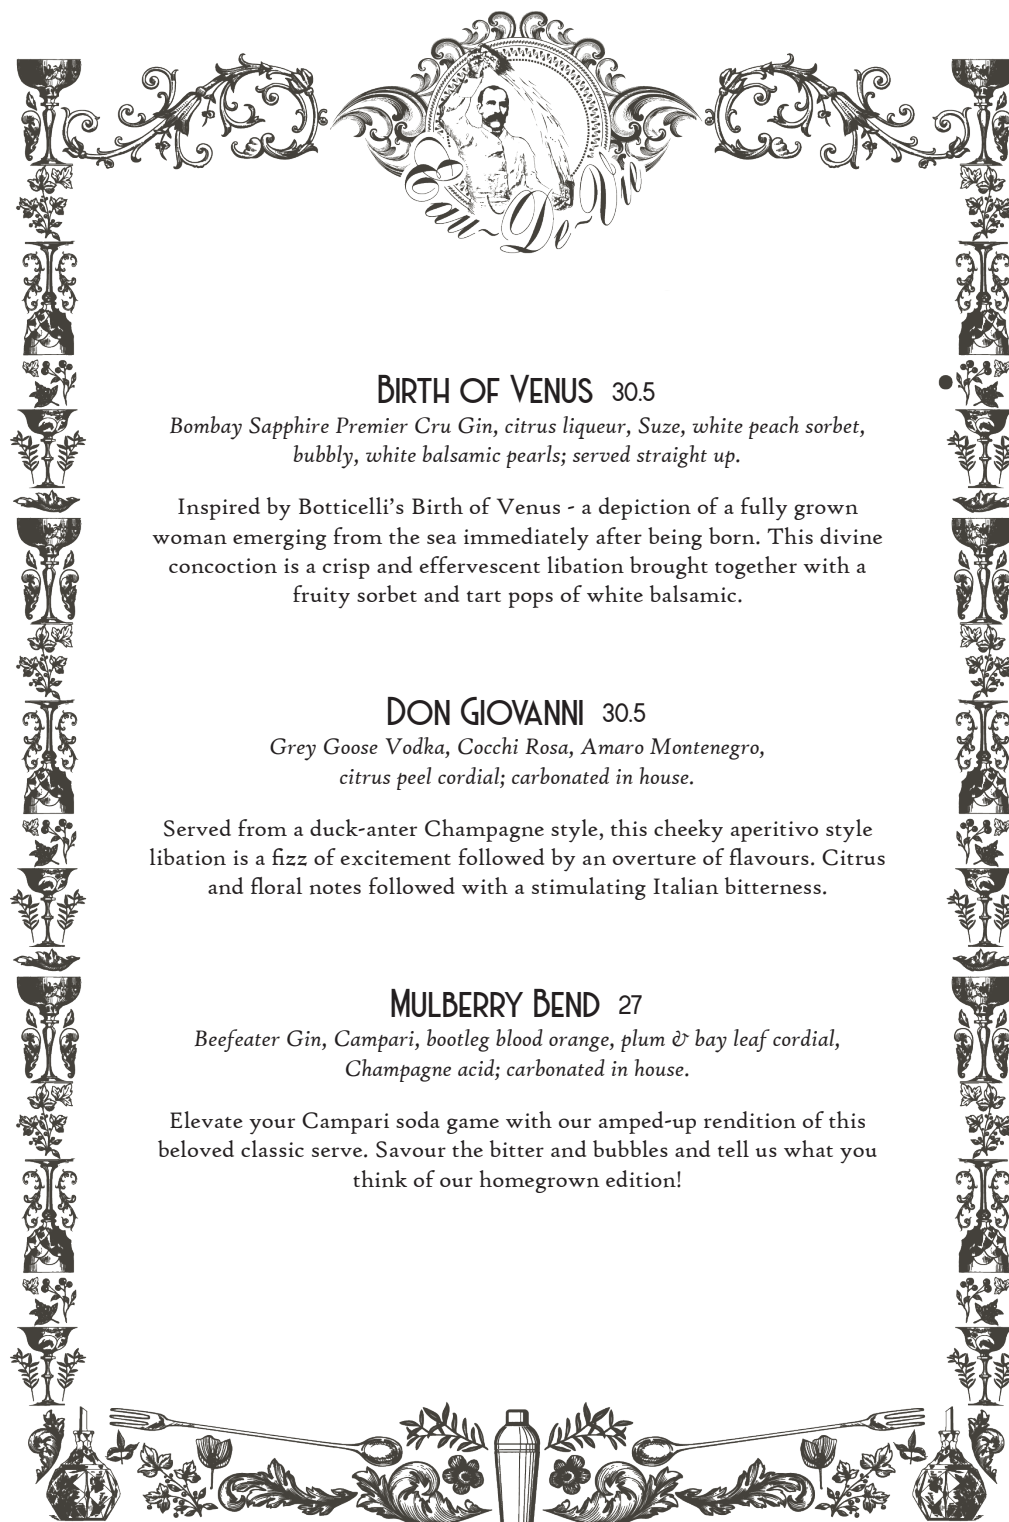 Eau-De-Vie
Birth of Venus 30.5
Bombay Sapphire Premier Cru Gin, citrus liqueur, Suze, white peach sorbet,
bubbly, white balsamic pearls; served straight up.
Inspired by Botticelli’s Birth of Venus - a depiction of a fully grown
woman emerging from the sea immediately after being born. This divine
concoction is a crisp and effervescent libation brought together with a
fruity sorbet and tart pops of white balsamic.
Don Giovanni 30.5
Grey Goose Vodka, Cocchi Rosa, Amaro Montenegro,
citrus peel cordial; carbonated in house.
Served from a duck-anter Champagne style, this cheeky aperitivo style
libation is a fizz of excitement followed by an overture of flavours. Citrus
and floral notes followed with a stimulating Italian bitterness.
Mulberry Bend 27
Beefeater Gin, Campari, bootleg blood orange, plum & bay leaf cordial,
Champagne acid; carbonated in house.
Elevate your Campari soda game with our amped-up rendition of this
beloved classic serve. Savour the bitter and bubbles and tell us what you
think of our homegrown edition!